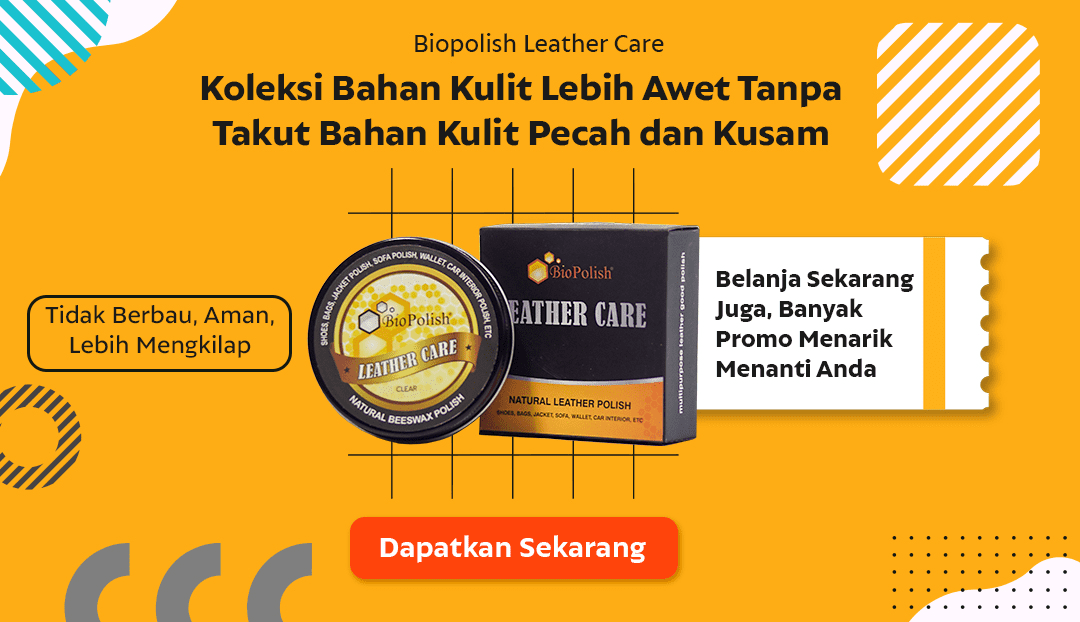 Biopolish Leather Care
Koleksi Bahan Kulit Lebih Awet Tanpa
Takut Bahan Kulit Pecah dan Kusam
Tidak Berbau, Aman,
Lebih Mengkilap
SHOES, BAGS, JACKET POLISH, SOFA POLISH, WALLET, CAR INTERIOR POLISH, ETC
BioPolish
LEATHER CARE
CLEAR
NATURAL BEESWAX POLISH
BioPolish
EATHER CARE
NATURAL LEATHER POLISH
SHOES, BAGS, JACKET, SOFA, WALLET, CAR INTERIOR, ETC
multipurpose leather good polish
Belanja Sekarang
Juga, Banyak
Promo Menarik
Menanti Anda
Dapatkan Sekarang